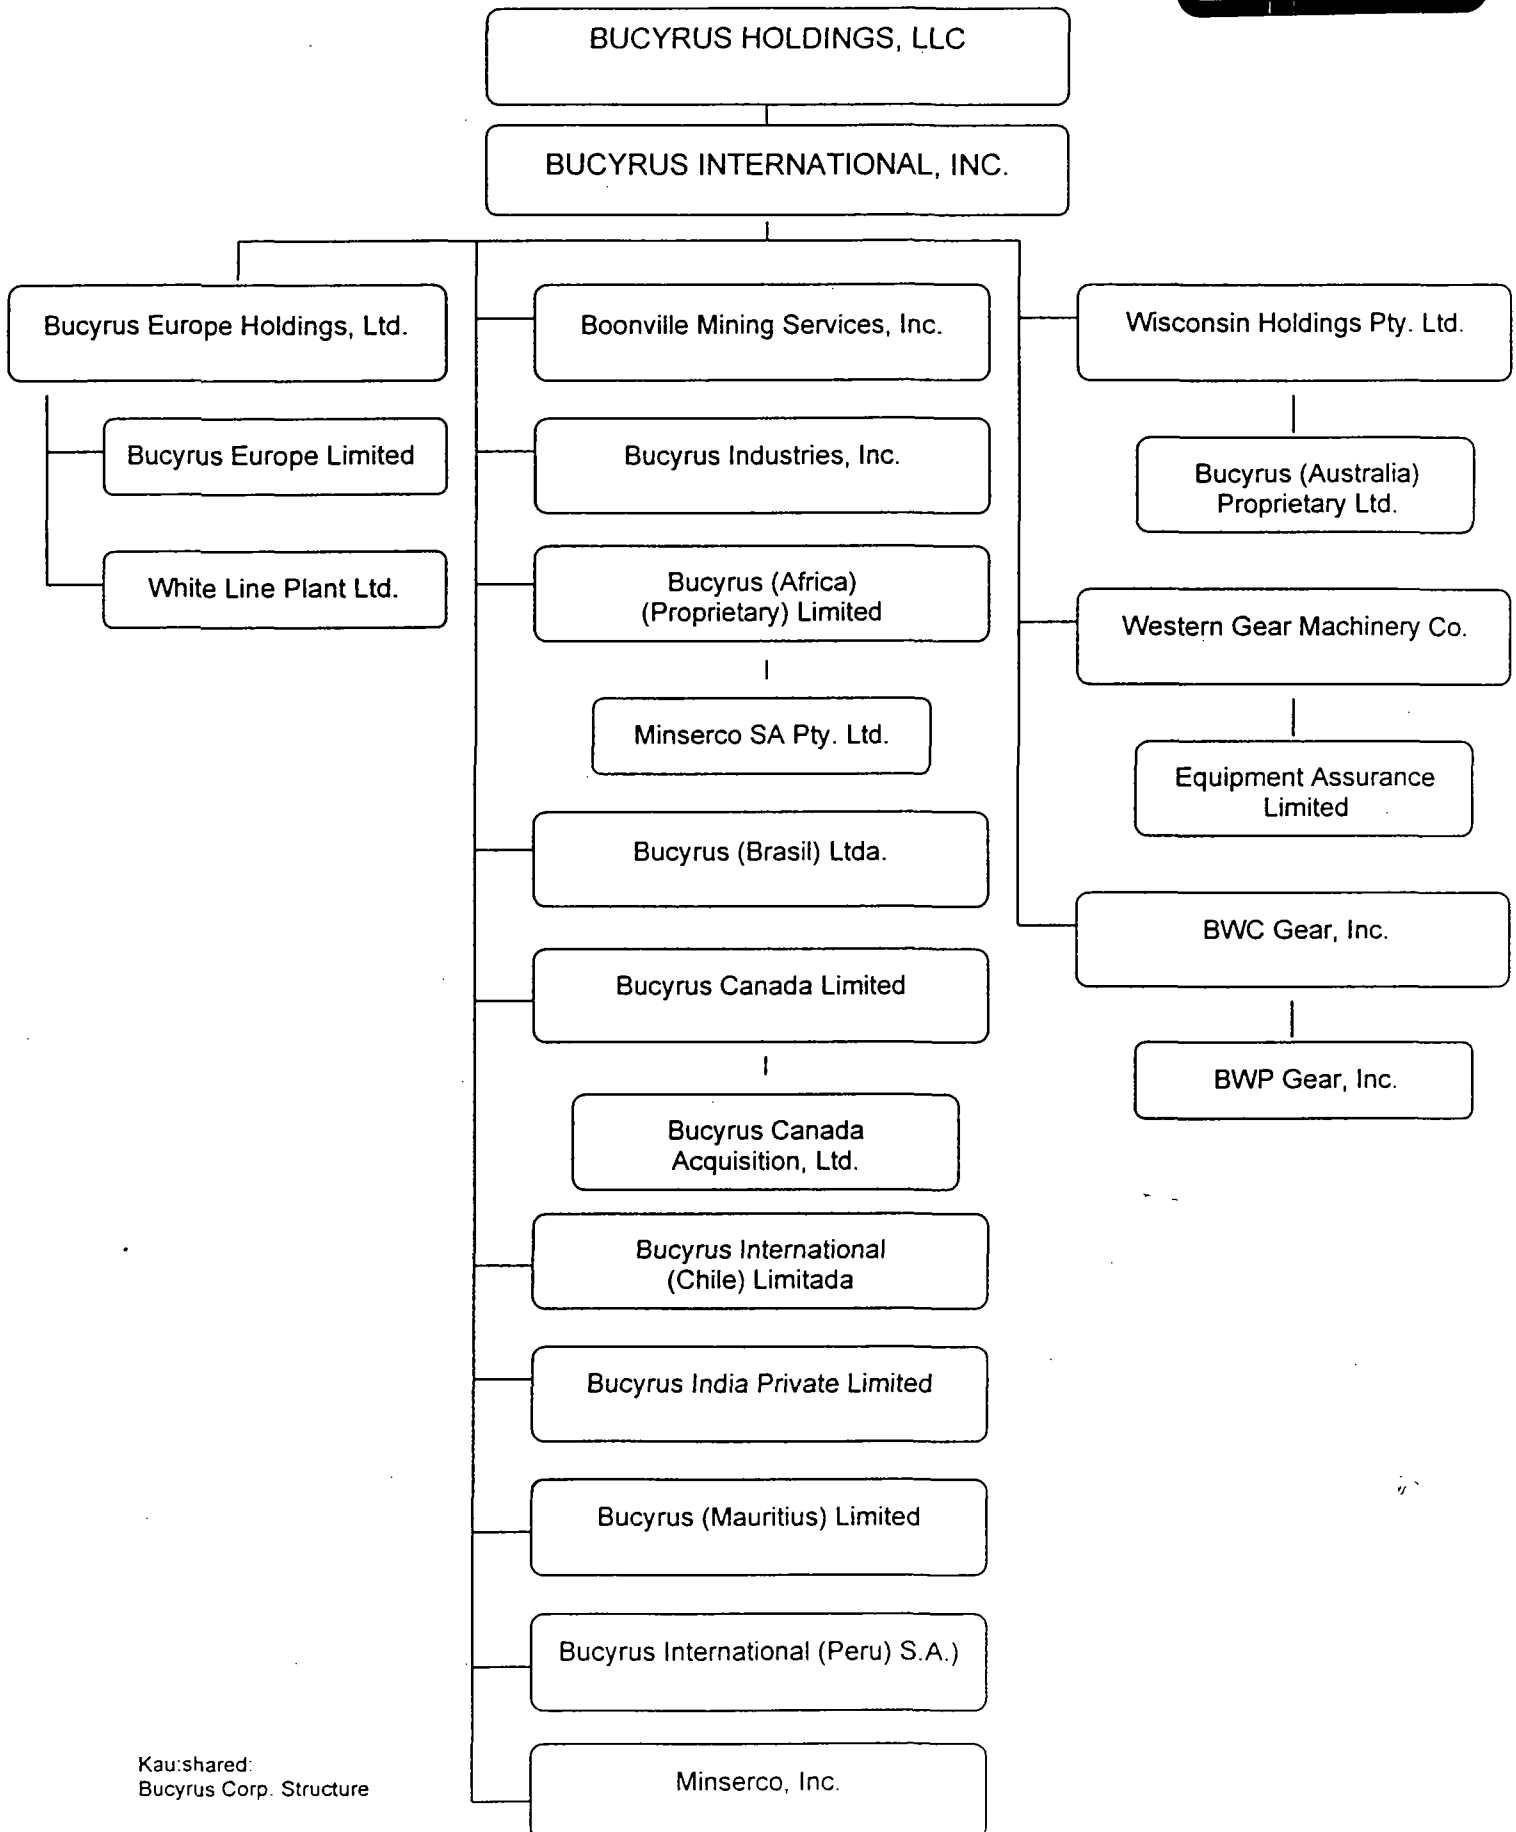 BUCYRUS HOLDINGS, LLC
BUCYRUS INTERNATIONAL, INC.
Bucyrus Europe Holdings, Ltd.
Bucyrus Europe Limited
White Line Plant Ltd.
Boonville Mining Services, Inc.
Bucyrus Industries, Inc.
Bucyrus (Africa)
(Proprietary) Limited
Minserco SA Pty. Ltd.
Bucyrus (Brasil) Ltda.
Bucyrus Canada Limited
Bucyrus Canada
Acquisition, Ltd.
Bucyrus International
(Chile) Limitada
Bucyrus India Private Limited
Bucyrus (Mauritius) Limited
Bucyrus International (Peru) S.A.)
Minserco, Inc.
Wisconsin Holdings Pty. Ltd.
Bucyrus (Australia)
Proprietary Ltd.
Western Gear Machinery Co.
Equipment Assurance
Limited
BWC Gear, Inc.
BWP Gear, Inc.
Kau:shared:
Bucyrus Corp. Structure